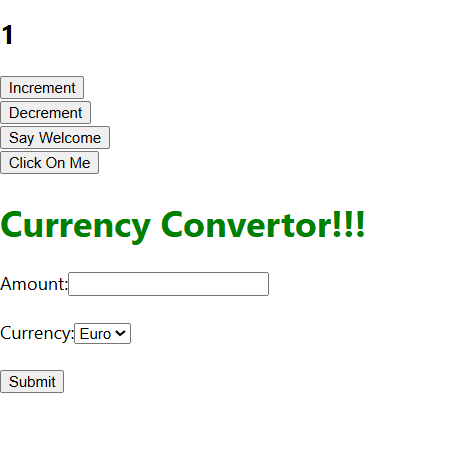 1
Increment
Decrement
Say Welcome
Click On Me
Currency Convertor!!!
Amount:
Currency: Euro
Submit